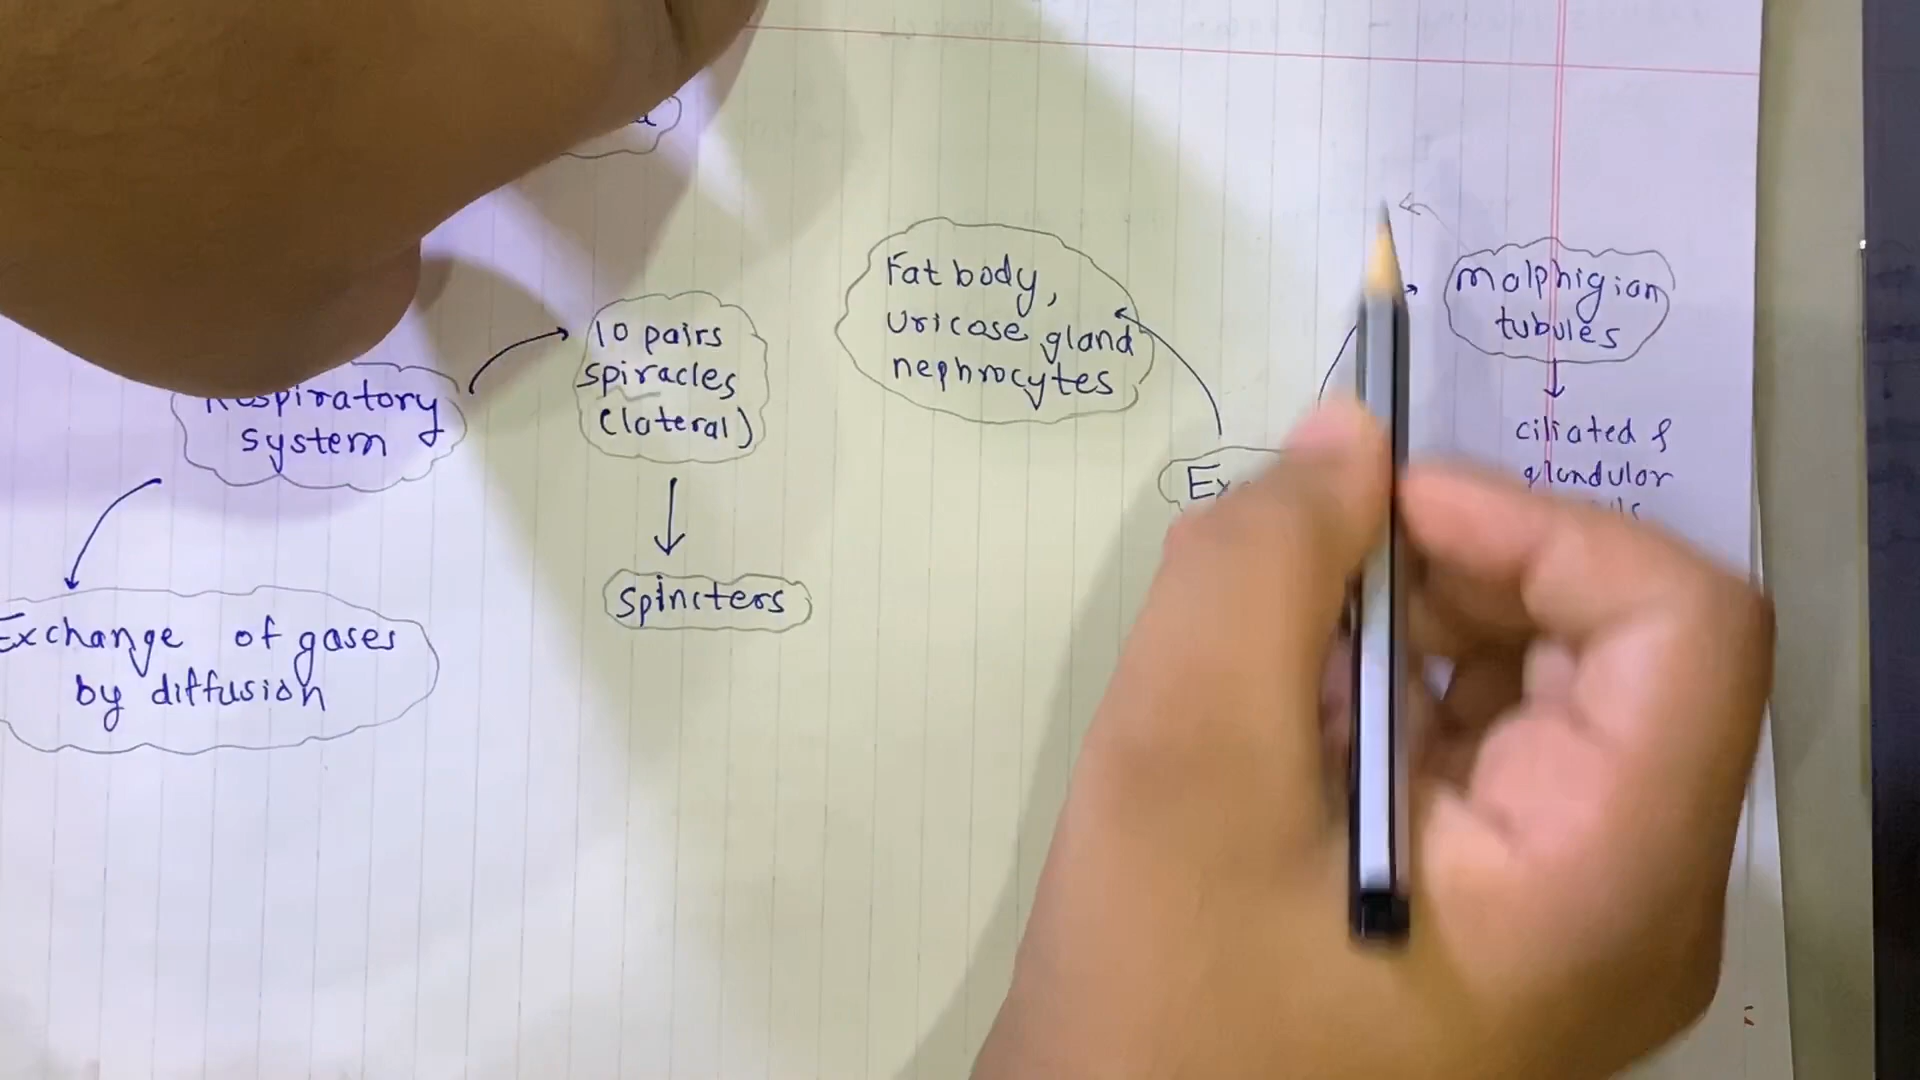 Respiratory
system
10 pairs
spiracles
(lateral)
Spincters
Exchange of gases
by diffusion
Fat body,
Uricose gland
nephrocytes
Malphigian
tubules
ciliated &
glandular